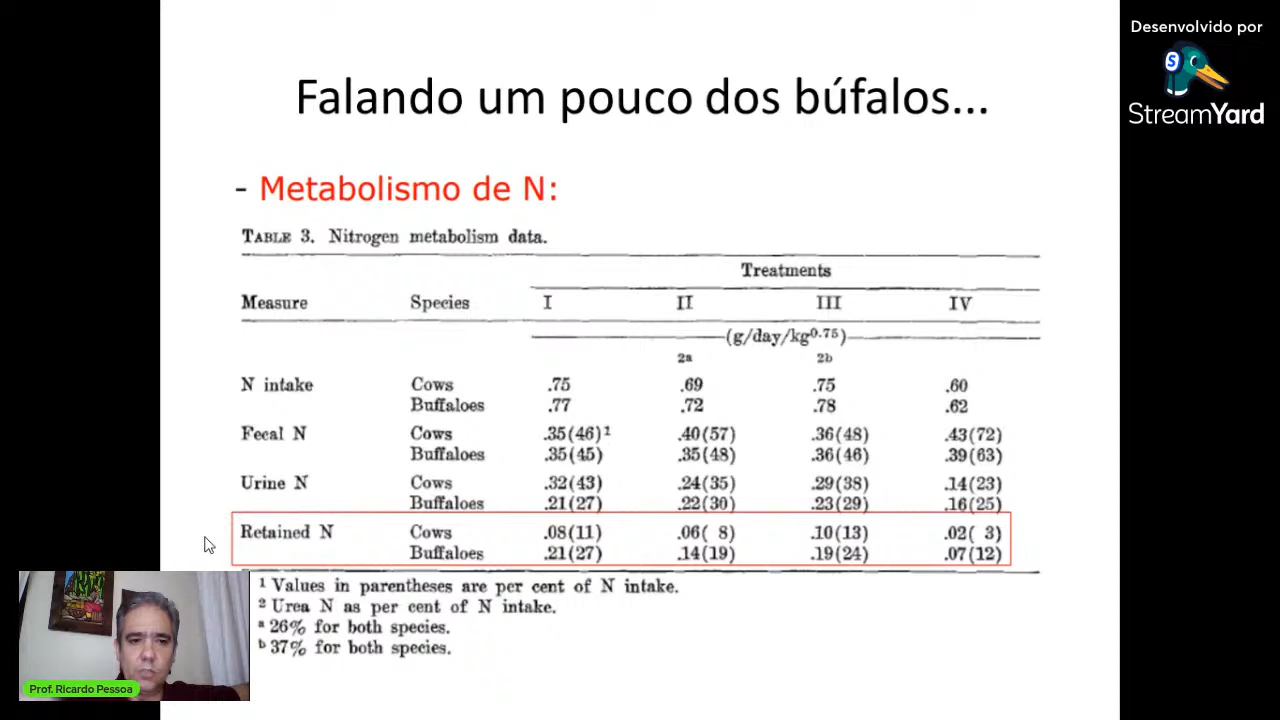 Desenvolvido por
StreamYard
Falando um pouco dos búfalos...
- Metabolismo de N:
TABLE 3. Nitrogen metabolism data.
Treatments
Measure Species I II III IV
(g/day/kg0.75)
2a 2b
N intake Cows .75 .69 .75 .60
Buffaloes .77 .72 .78 .62
Fecal N Cows .35(46)1 .40(57) .36(48) .43(72)
Buffaloes .35(45) .35(48) .36(46) .39(63)
Urine N Cows .32(43) .24(35) .29(38) .14(23)
Buffaloes .21(27) .22(30) .23(29) .16(25)
Retained N Cows .08(11) .06( 8) .10(13) .02( 3)
Buffaloes .21(27) .14(19) .19(24) .07(12)
1 Values in parentheses are per cent of N intake.
2 Urea N as per cent of N intake.
a 26% for both species.
b 37% for both species.
Prof. Ricardo Pessoa